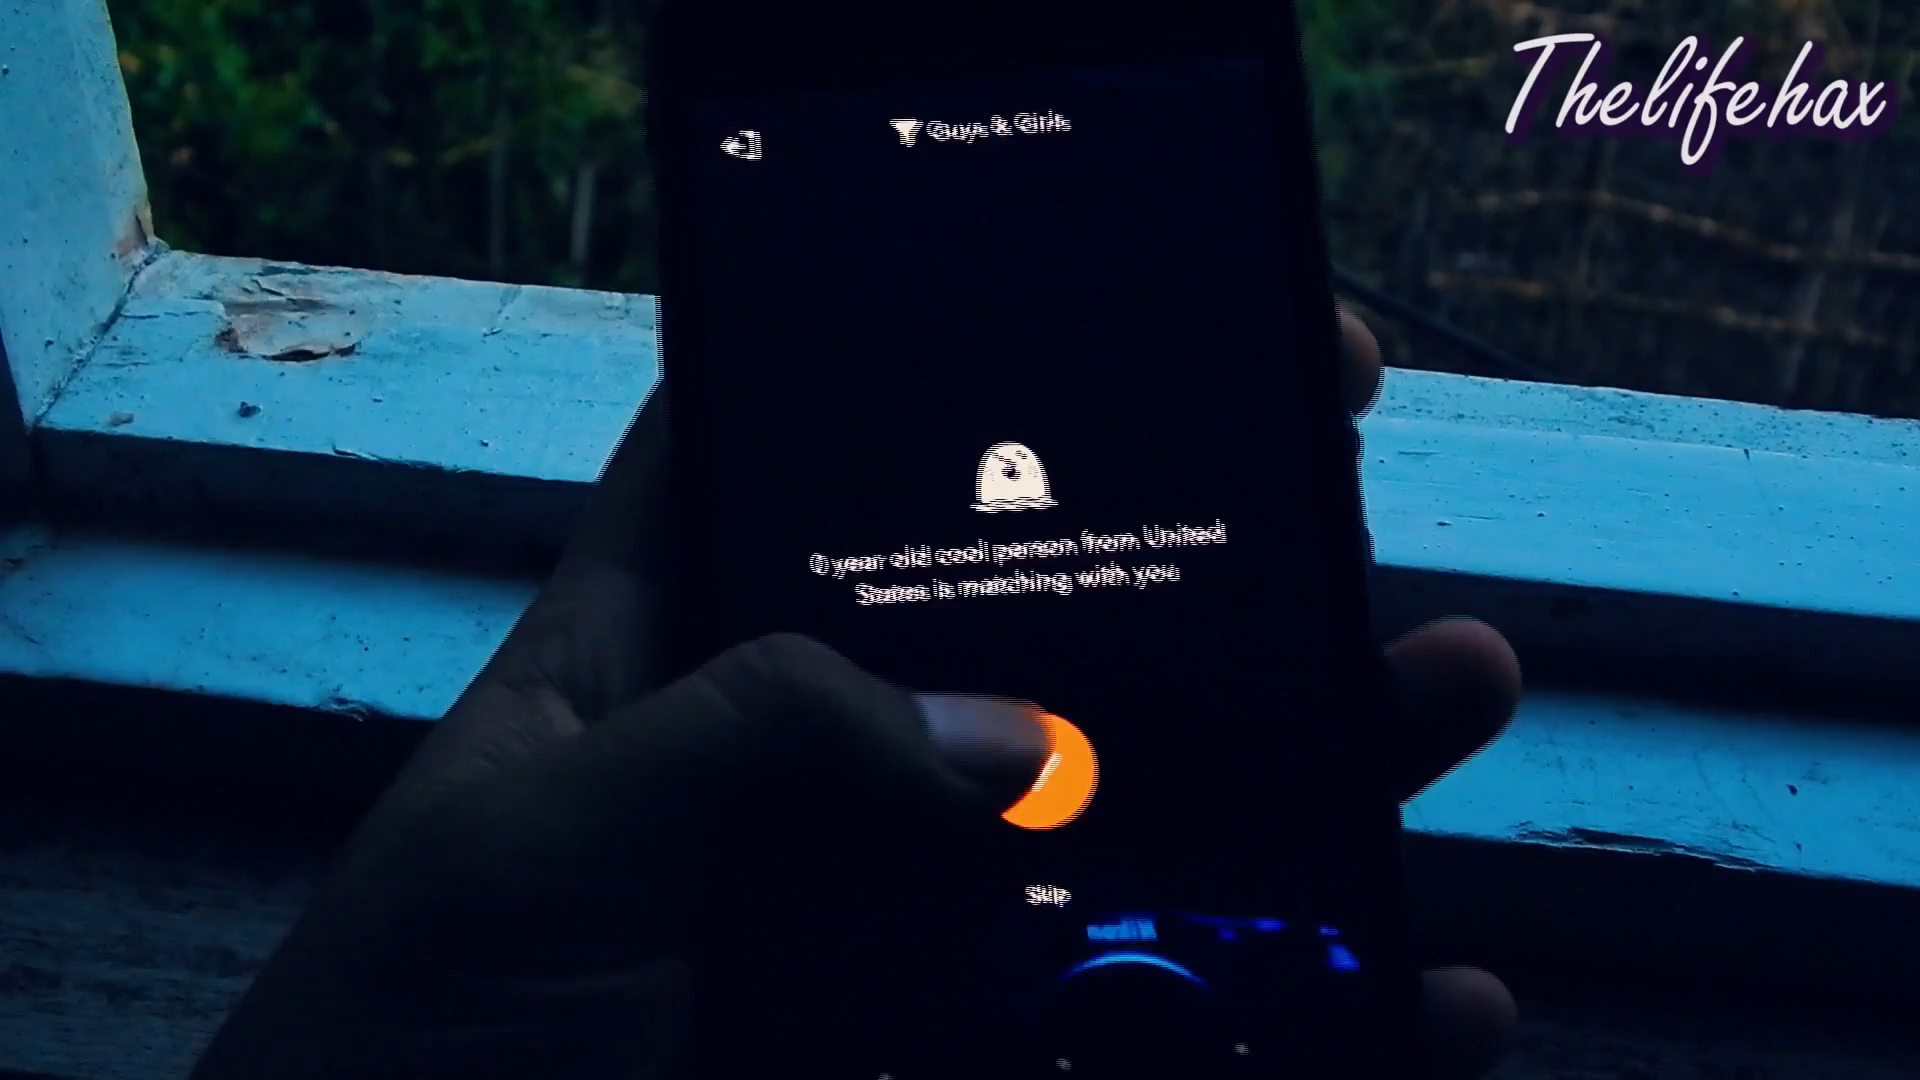 Thelifehax
Guys & Girls
0 year old cool person from United
States is matching with you
Skip